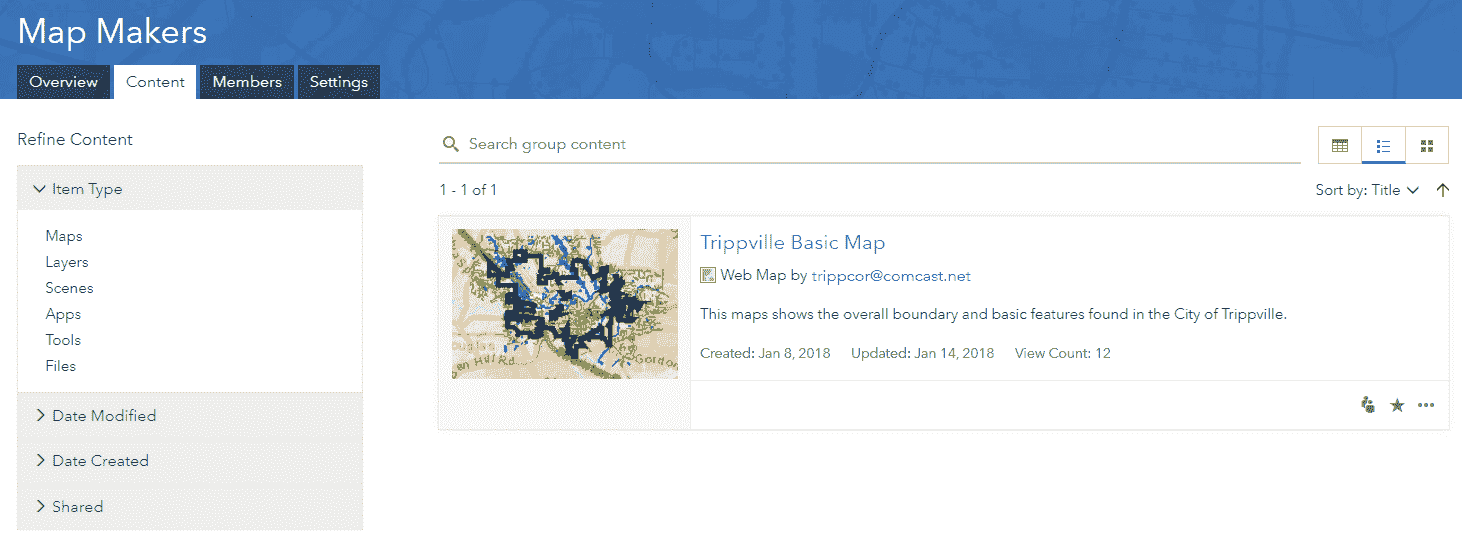 Map Makers
Overview Content Members Settings
Refine Content
Search group content
Item Type
1 - 1 of 1
Sort by: Title
Maps
Layers
Scenes
Apps
Tools
Files
Date Modified
Date Created
Shared
Trippville Basic Map
Web Map by trippcor@comcast.net
This maps shows the overall boundary and basic features found in the City of Trippville.
Created: Jan 8, 2018 Updated: Jan 14, 2018 View Count: 12
Hill Rd
Gordon